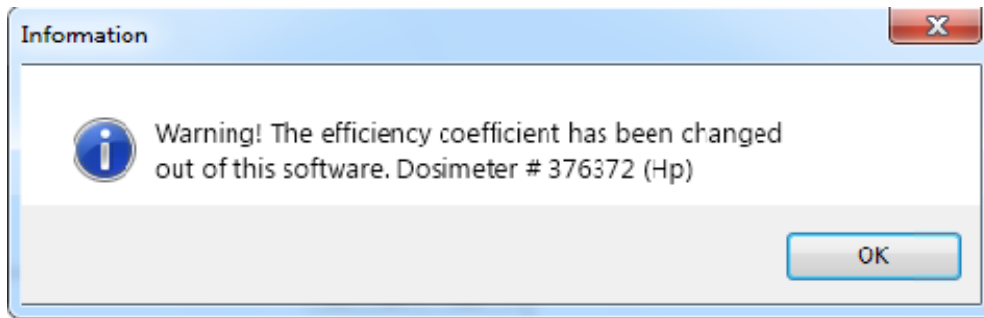 Information
Warning! The efficiency coefficient has been changed
out of this software. Dosimeter # 376372 (Hp)
OK